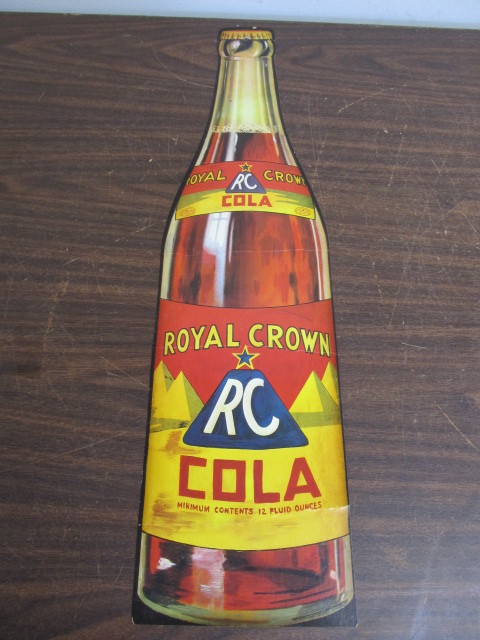 ROYAL CROWN
RC
COLA
ROYAL CROWN
RC
COLA
MINIMUM CONTENTS 12 FLUID OUNCES